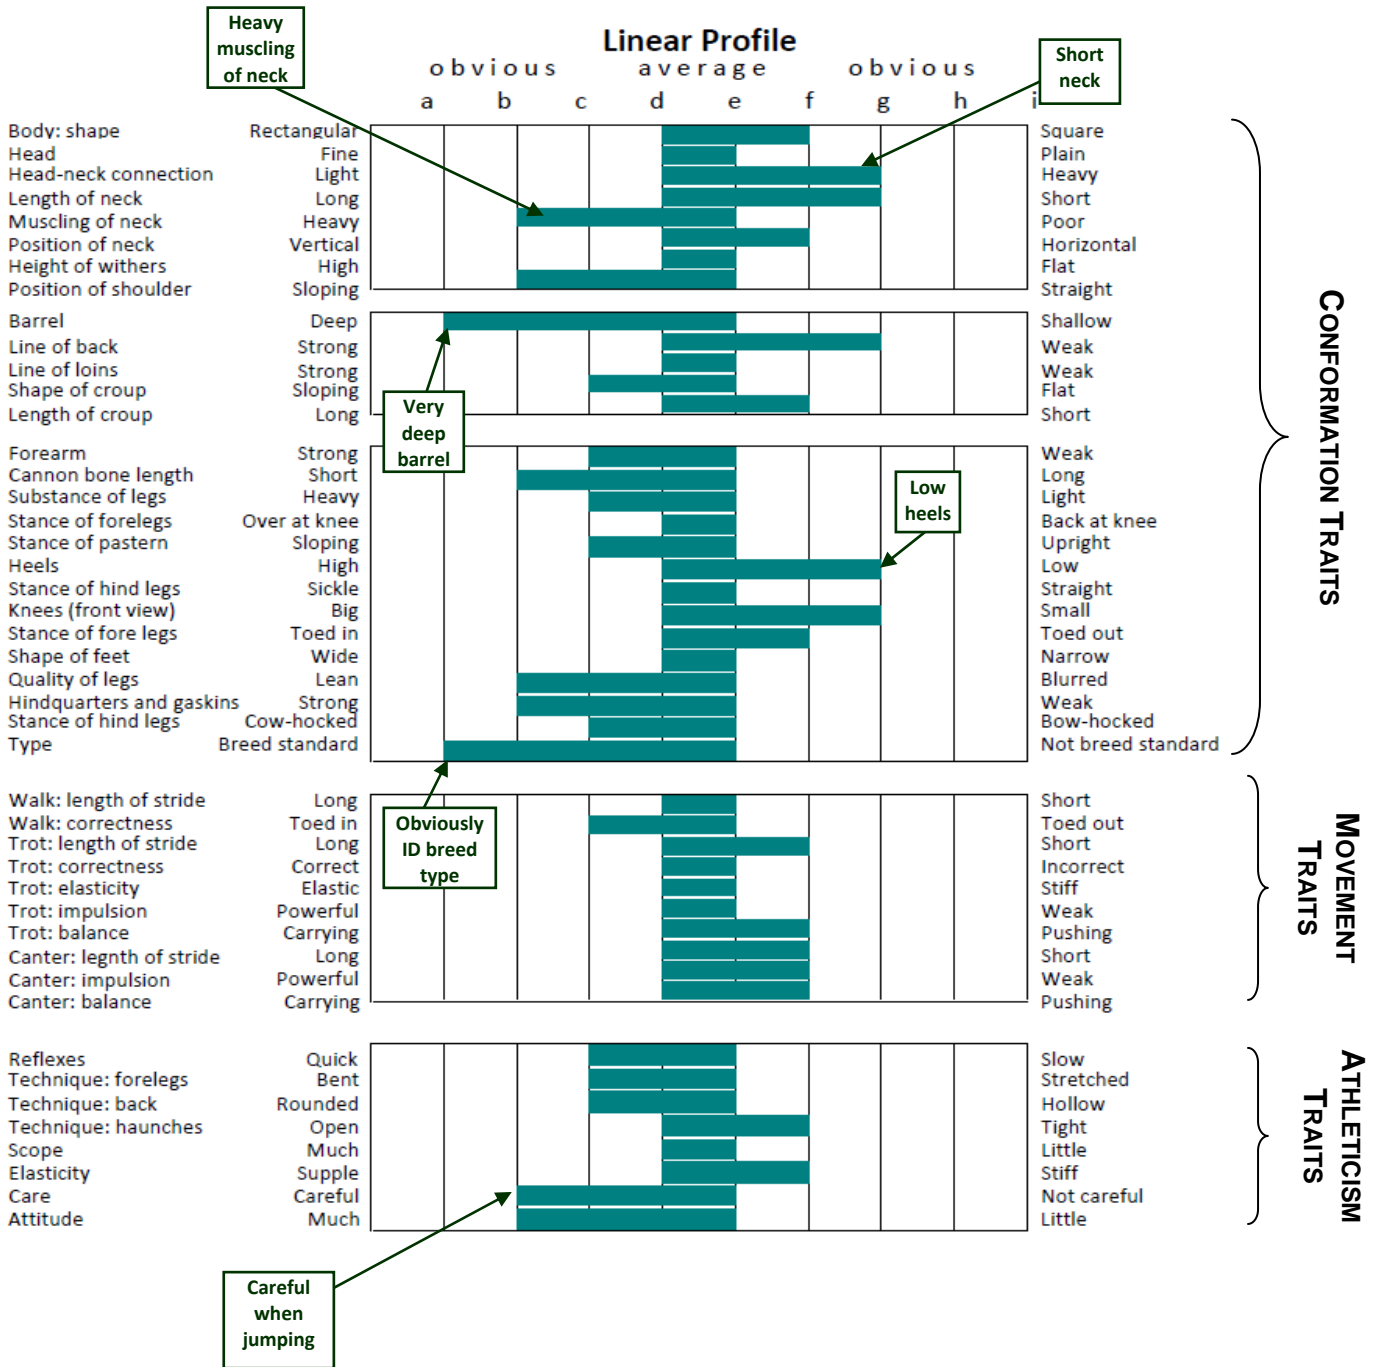 Linear Profile
Heavy
muscling
of neck
Short
neck
obvious average obvious
a b c d e f g h i
Body: shape Rectangular Square
Head Fine Plain
Head-neck connection Light Heavy
Length of neck Long Short
Muscling of neck Heavy Poor
Position of neck Vertical Horizontal
Height of withers High Flat
Position of shoulder Sloping Straight
Barrel Deep Shallow
Line of back Strong Weak
Line of loins Strong Weak
Shape of croup Sloping Flat
Length of croup Long Short
Very
deep
barrel
Forearm Strong Weak
Cannon bone length Short Long
Substance of legs Heavy Light
Stance of forelegs Over at knee Back at knee
Stance of pastern Sloping Upright
Heels High Low
Stance of hind legs Sickle Straight
Knees (front view) Big Small
Stance of fore legs Toed in Toed out
Shape of feet Wide Narrow
Quality of legs Lean Blurred
Hindquarters and gaskins Strong Weak
Stance of hind legs Cow-hocked Bow-hocked
Type Breed standard Not breed standard
Low
heels
CONFORMATION TRAITS
Walk: length of stride Long Short
Walk: correctness Toed in Toed out
Trot: length of stride Long Short
Trot: correctness Correct Incorrect
Trot: elasticity Elastic Stiff
Trot: impulsion Powerful Weak
Trot: balance Carrying Pushing
Canter: legnth of stride Long Short
Canter: impulsion Powerful Weak
Canter: balance Carrying Pushing
Obviously
ID breed
type
MOVEMENT
TRAITS
Reflexes Quick Slow
Technique: forelegs Bent Stretched
Technique: back Rounded Hollow
Technique: haunches Open Tight
Scope Much Little
Elasticity Supple Stiff
Care Careful Not careful
Attitude Much Little
ATHLETICISM
TRAITS
Careful
when
jumping